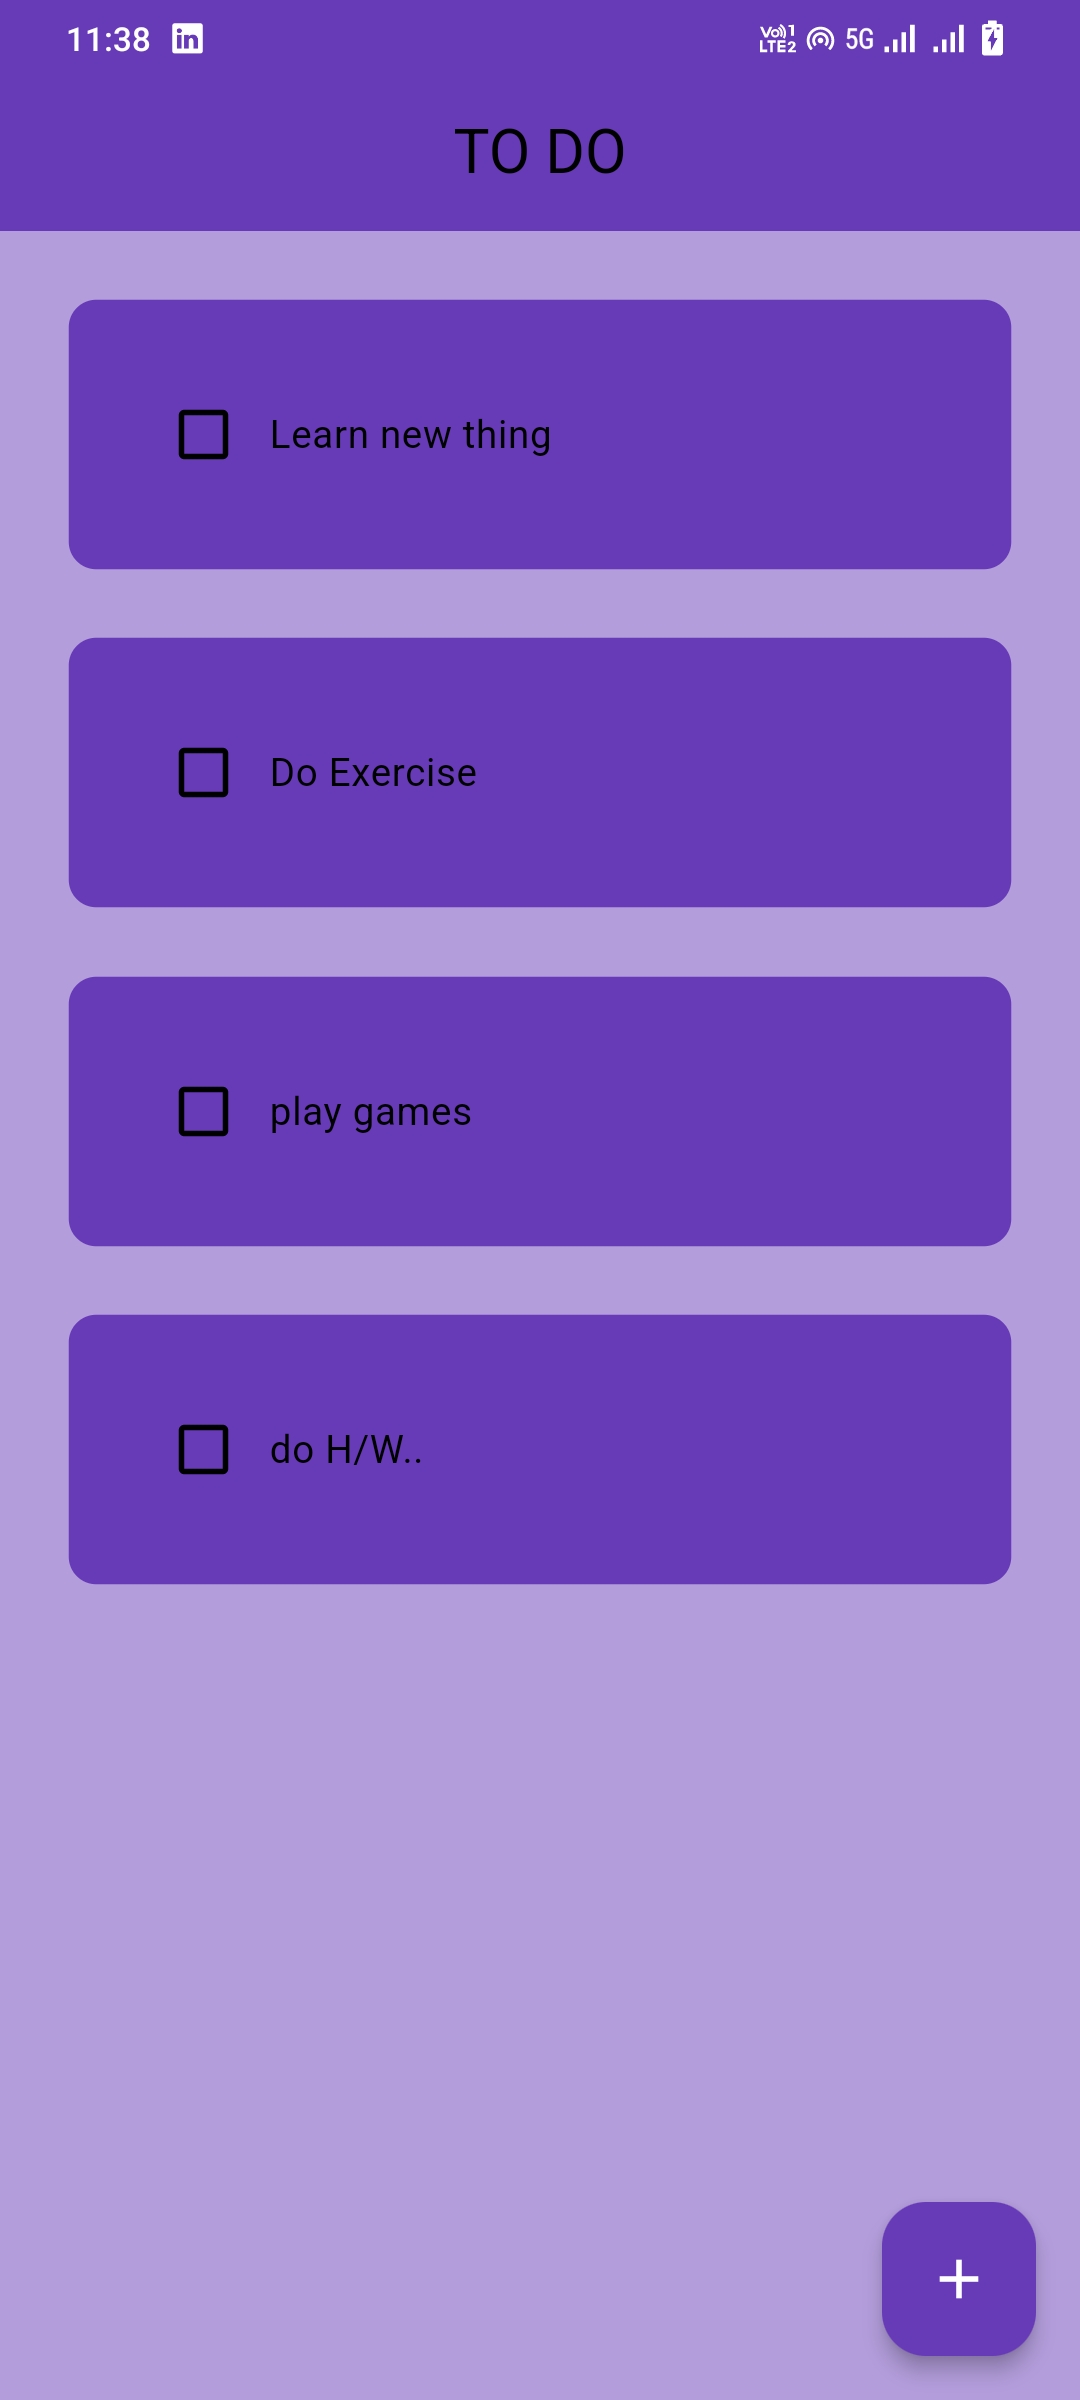 11:38 in Vo) 1 5G
LTE2
TO DO
Learn new thing
Do Exercise
play games
do H/W..